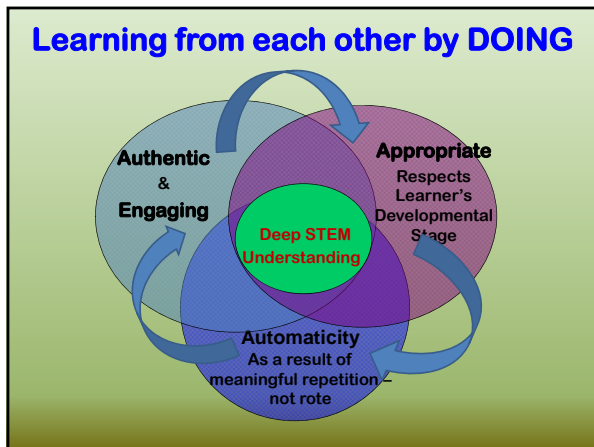 Learning from each other by DOING
Authentic
&
Engaging
Appropriate
Respects
Learner's
Developmental
Stage
Deep STEM
Understanding
Automaticity
As a result of
meaningful repetition –
not rote